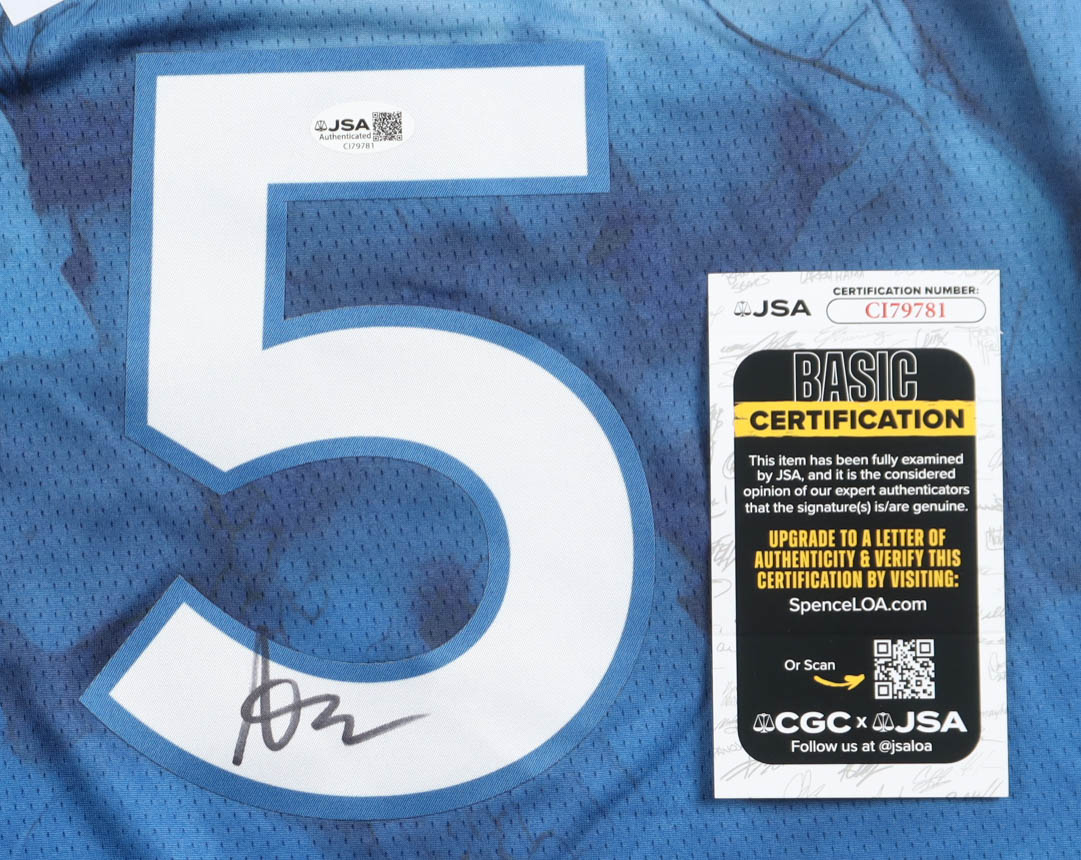 5
JSA
Authenticated
CI79781
JSA
CERTIFICATION NUMBER:
CI79781
BASIC
CERTIFICATION
This item has been fully examined
by JSA, and it is the considered
opinion of our expert authenticators
that the signature(s) is/are genuine.
UPGRADE TO A LETTER OF
AUTHENTICITY & VERIFY THIS
CERTIFICATION BY VISITING:
SpenceLOA.com
Or Scan
CGC x JSA
Follow us at @jsaloa